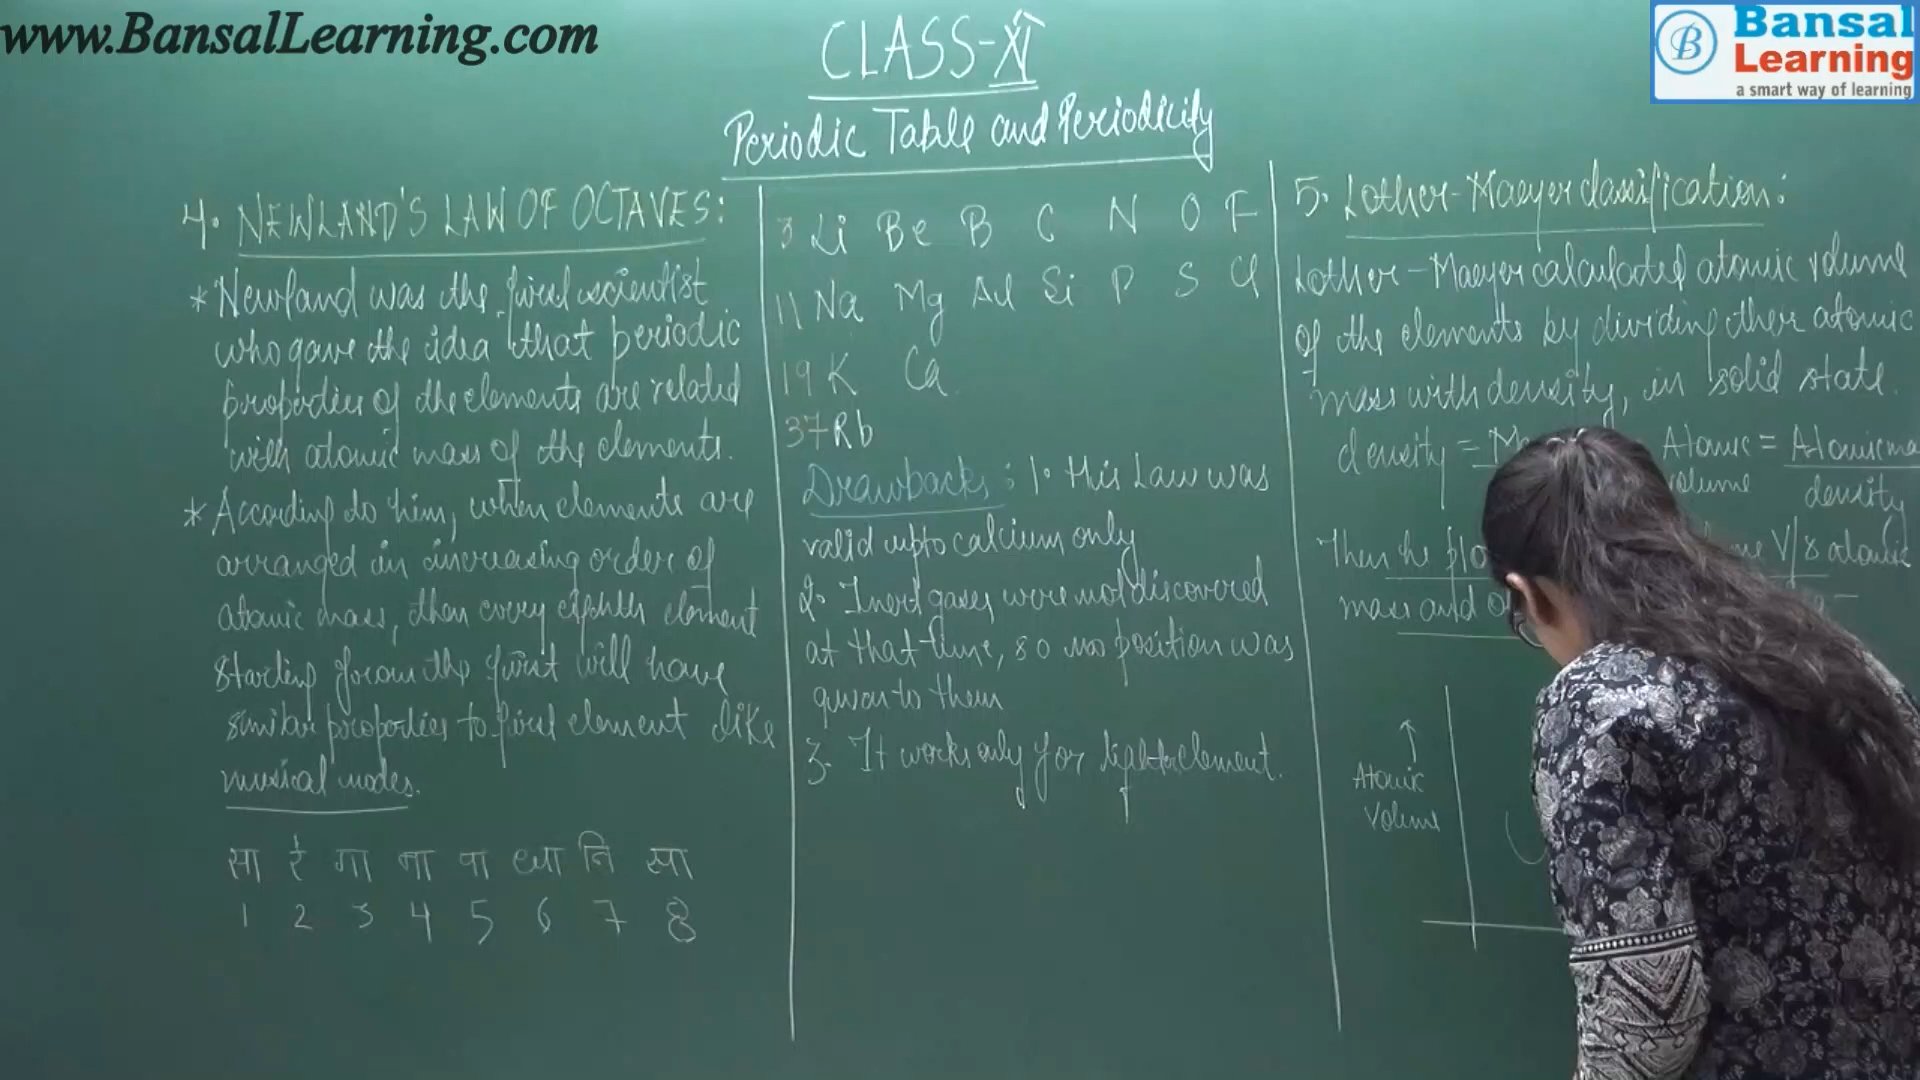 www.BansalLearning.com
Bansal
Learning
a smart way of learning
CLASS-XI
Periodic Table and Periodicity
4. NEWLAND'S LAW OF OCTAVES:
* Newland was the first scientist
who gave the idea that periodic
properties of the elements are related
with atomic mass of the elements.
* According to him, when elements are
arranged in increasing order of
atomic mass, then every eighth element
starting from the first will have
similar properties to first element like
musical nodes.
सा रे गा मा पा धा नि सा
1 2 3 4 5 6 7 8
3 Li Be B C N O F
11 Na Mg Al Si P S Cl
19 K Ca
37 Rb
Drawbacks: 1. This Law was
valid upto calcium only
2. Inert gases were not discovered
at that time, so no position was
given to them
3. It works only for lighter element.
5. Lother-Maeyer classification:
Lother-Maeyer calculated atomic volume
of the elements by dividing their atomic
mass with density, in solid state.
density = Atomic = Atomic ma
volume density
Then he V/s atomic
mass and
Atomic
Volume